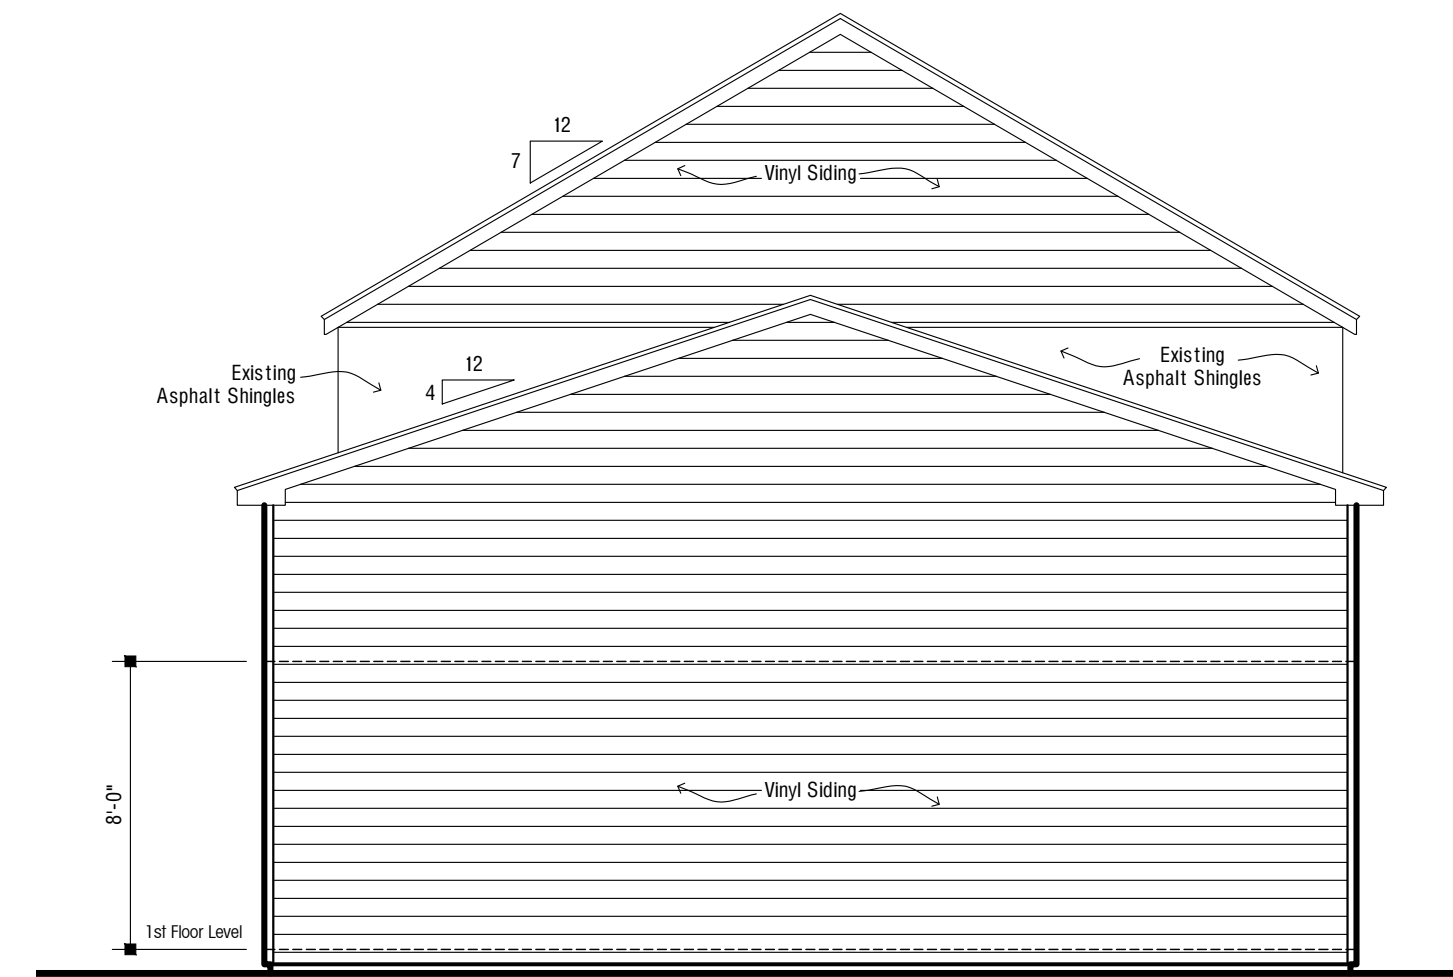 12
7
Vinyl Siding
Existing
Asphalt Shingles
12
4
Existing
Asphalt Shingles
8'-0"
Vinyl Siding
1st Floor Level